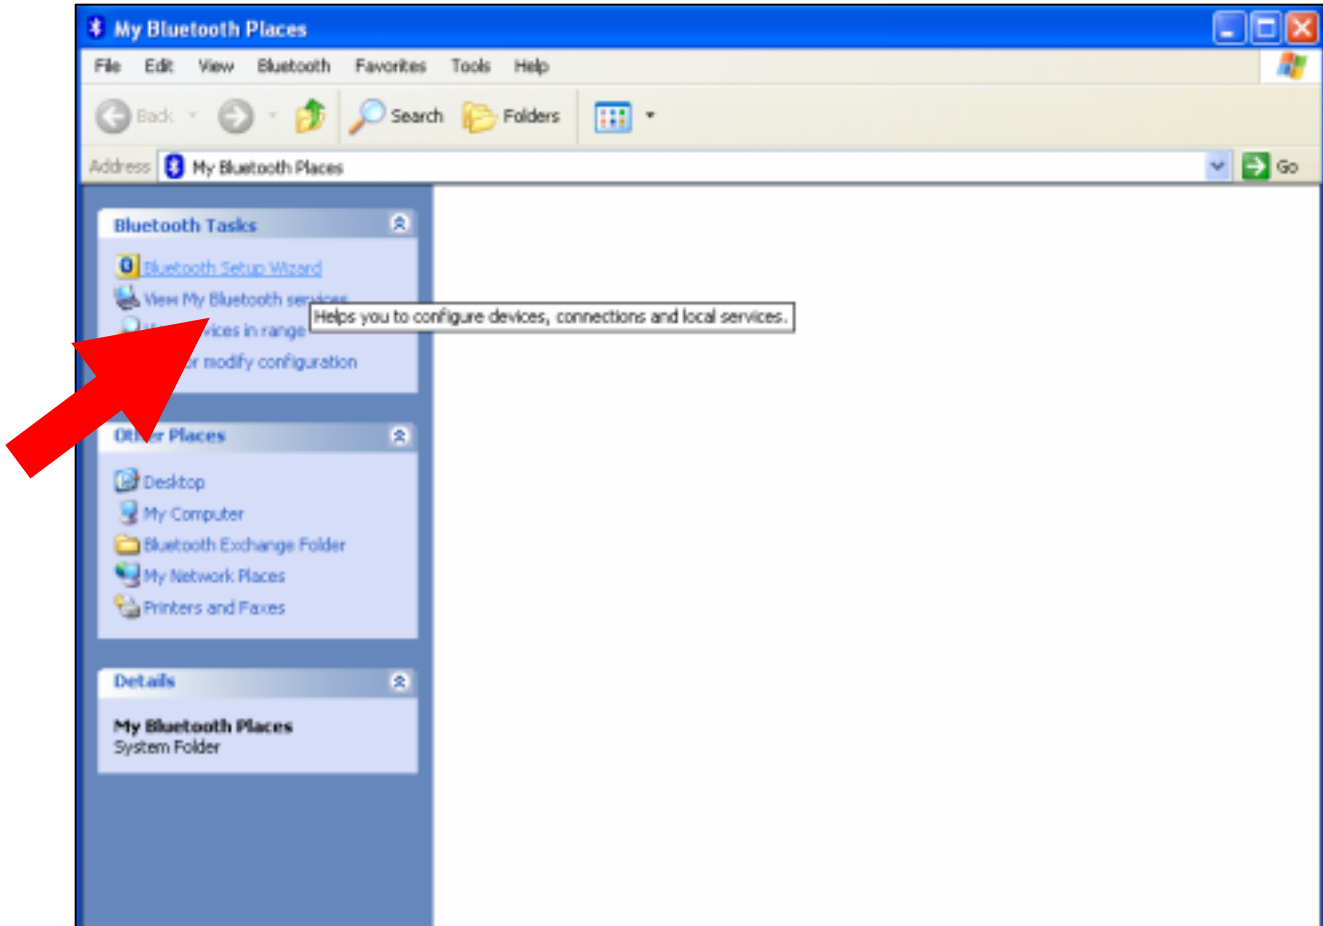 My Bluetooth Places
File Edit View Bluetooth Favorites Tools Help
Back Search Folders
Address My Bluetooth Places Go
Bluetooth Tasks
Bluetooth Setup Wizard
View My Bluetooth services
Helps you to configure devices, connections and local services.
in range
or modify configuration
Places
Desktop
My Computer
Bluetooth Exchange Folder
My Network Places
Printers and Faxes
Details
My Bluetooth Places
System Folder